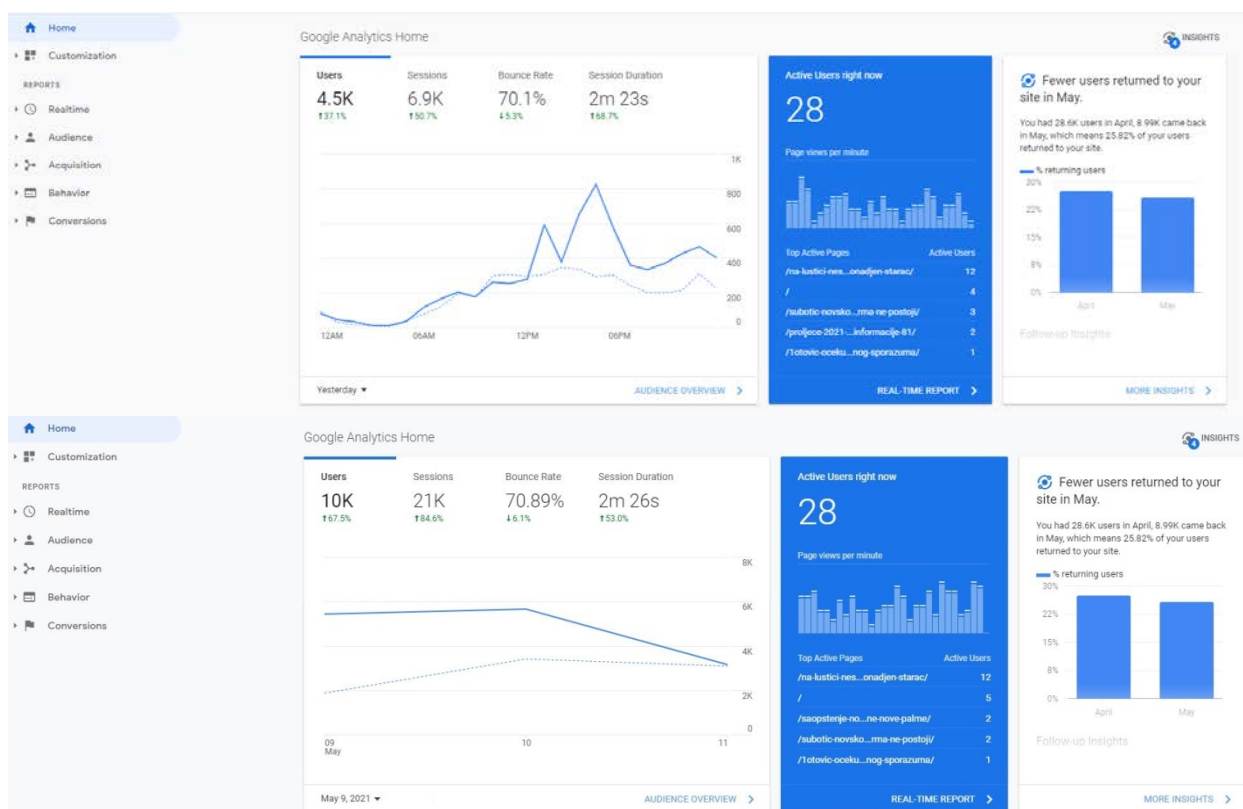 Home
Customization
REPORTS
Realtime
Audience
Acquisition
Behavior
Conversions
Google Analytics Home
4 INSIGHTS
Users Sessions Bounce Rate Session Duration
4.5K 6.9K 70.1% 2m 23s
↑37.1% ↑50.7% ↓5.3% ↑68.7%
1K
800
600
400
200
0
12AM 06AM 12PM 06PM
Yesterday
AUDIENCE OVERVIEW
Active Users right now
28
Page views per minute
Top Active Pages Active Users
/na-lustici-nes...onadjen-starac/ 12
/ 4
/subotic-novsko...rma-ne-postoji/ 3
/proljece-2021-...informacije-81/ 2
/1otovic-oceku...nog-sporazuma/ 1
REAL-TIME REPORT
Fewer users returned to your
site in May.
You had 28.6K users in April, 8.99K came back
in May, which means 25.82% of your users
returned to your site.
% returning users
22%
15%
8%
0%
April May
Follow-up Insights
MORE INSIGHTS
Home
Customization
REPORTS
Realtime
Audience
Acquisition
Behavior
Conversions
Google Analytics Home
4 INSIGHTS
Users Sessions Bounce Rate Session Duration
10K 21K 70.89% 2m 26s
↑67.5% ↑84.6% ↓6.1% ↑53.0%
8K
6K
4K
2K
0
09 10 11
May
May 9, 2021
AUDIENCE OVERVIEW
Active Users right now
28
Page views per minute
Top Active Pages Active Users
/na-lustici-nes...onadjen-starac/ 12
/ 5
/saopstenje-no...ne-nove-palme/ 2
/subotic-novsko...rma-ne-postoji/ 2
/1otovic-oceku...nog-sporazuma/ 1
REAL-TIME REPORT
Fewer users returned to your
site in May.
You had 28.6K users in April, 8.99K came back
in May, which means 25.82% of your users
returned to your site.
% returning users
30%
22%
15%
8%
0%
April May
Follow-up Insights
MORE INSIGHTS